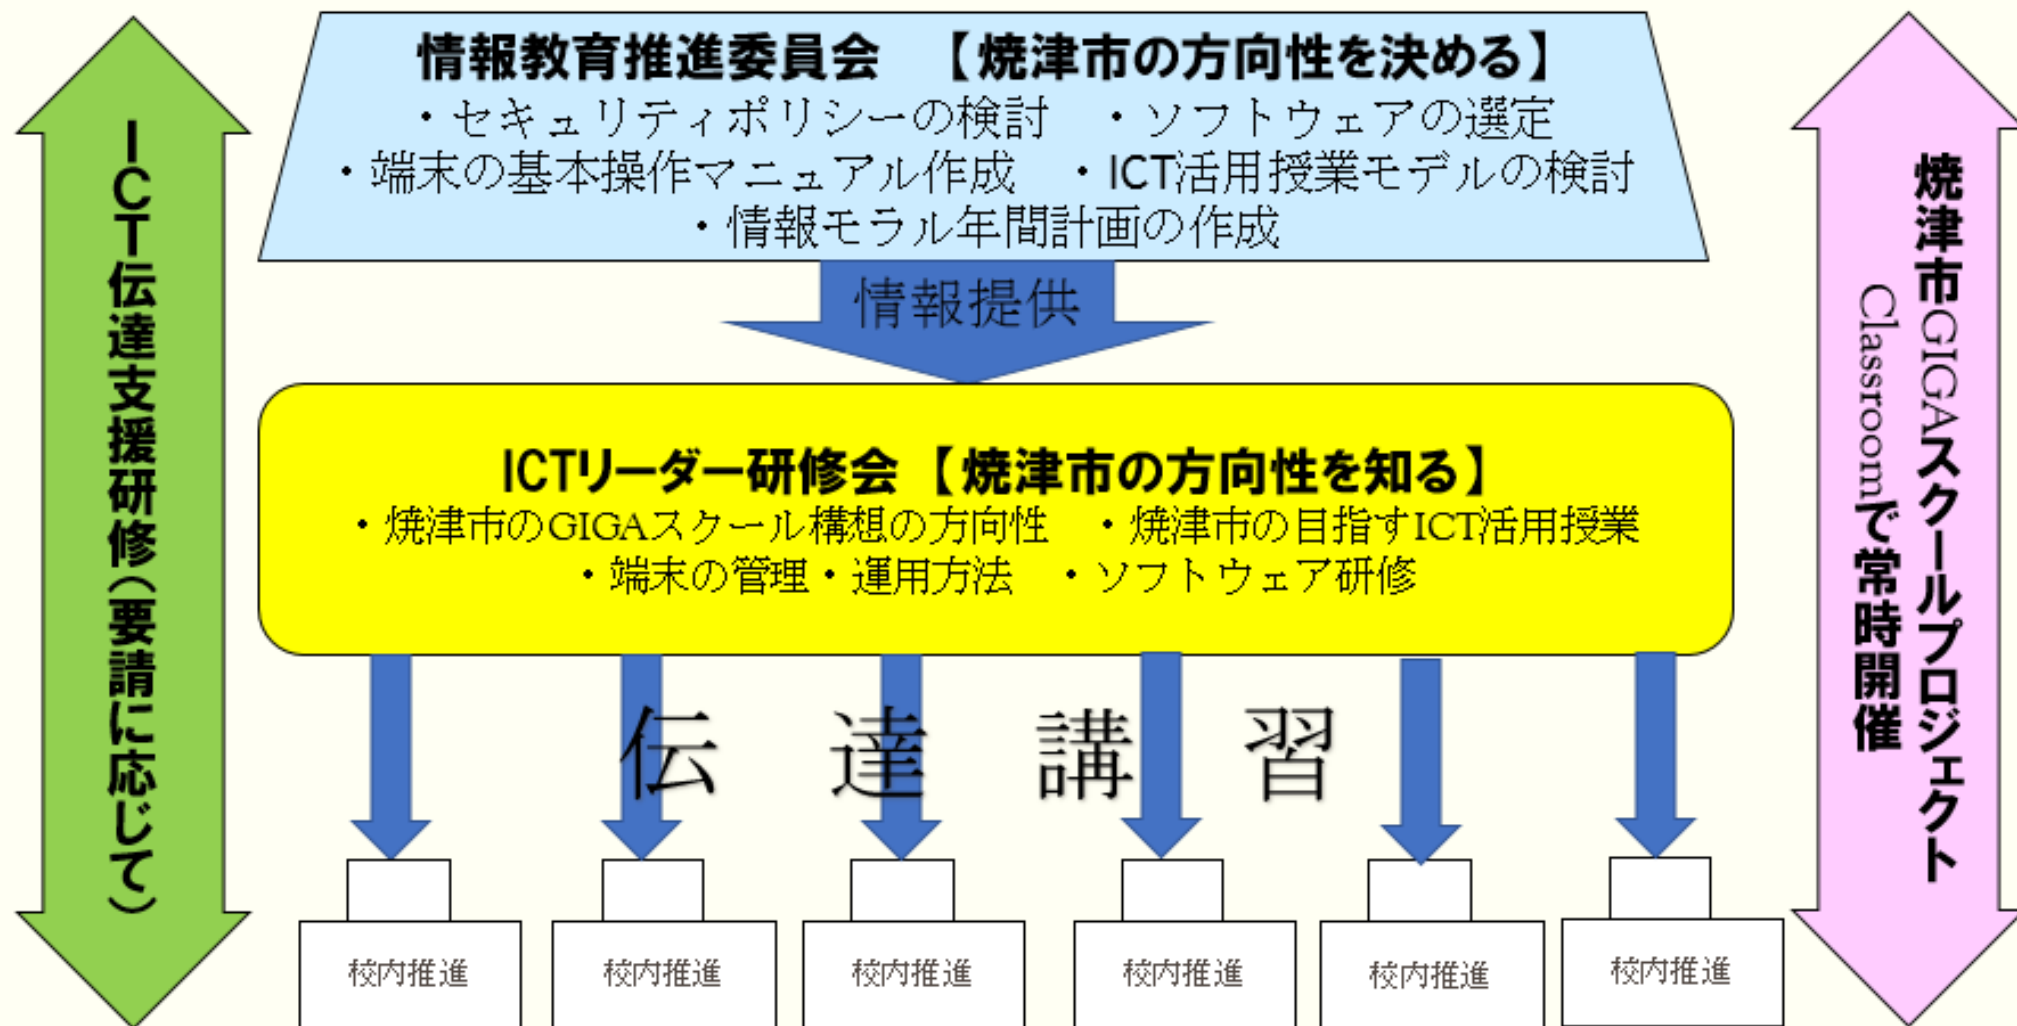 情報教育推進委員会　【焼津市の方向性を決める】
・セキュリティポリシーの検討　・ソフトウェアの選定
・端末の基本操作マニュアル作成　・ICT活用授業モデルの検討
・情報モラル年間計画の作成
情報提供
ICTリーダー研修会【焼津市の方向性を知る】
・焼津市のGIGAスクール構想の方向性　・焼津市の目指すICT活用授業
・端末の管理・運用方法　・ソフトウェア研修
伝達講習
校内推進
校内推進
校内推進
校内推進
校内推進
校内推進
ICT伝達支援研修(要請に応じて)
焼津市GIGAスクールプロジェクト
Classroomで常時開催